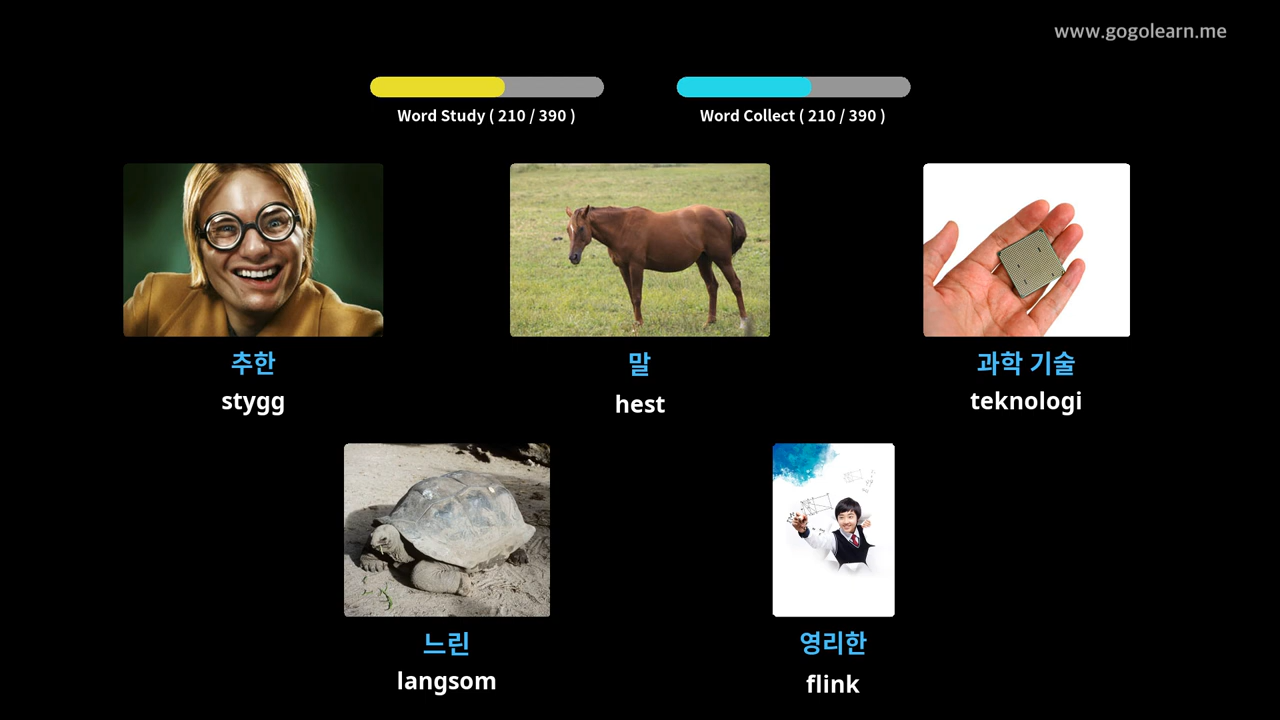 www.gogolearn.me
Word Study ( 210 / 390 )
Word Collect ( 210 / 390 )
추한
stygg
말
hest
과학 기술
teknologi
느린
langsom
영리한
flink